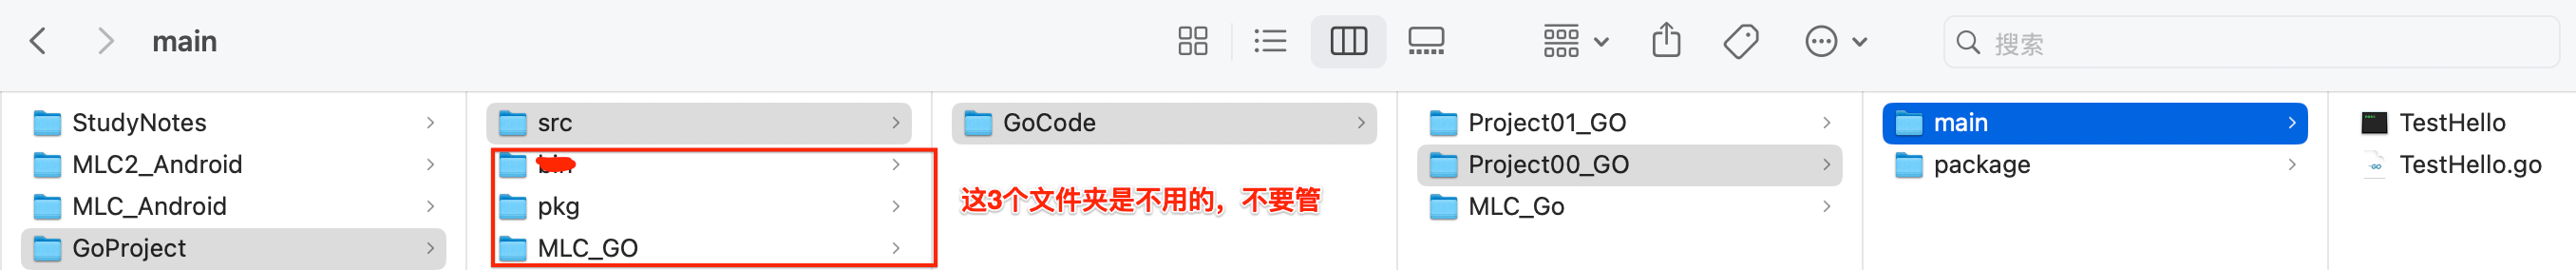 main
搜索
StudyNotes
MLC2_Android
MLC_Android
GoProject
src
pkg
MLC_GO
这3个文件夹是不用的，不要管
GoCode
Project01_GO
Project00_GO
MLC_Go
main
package
TestHello
TestHello.go